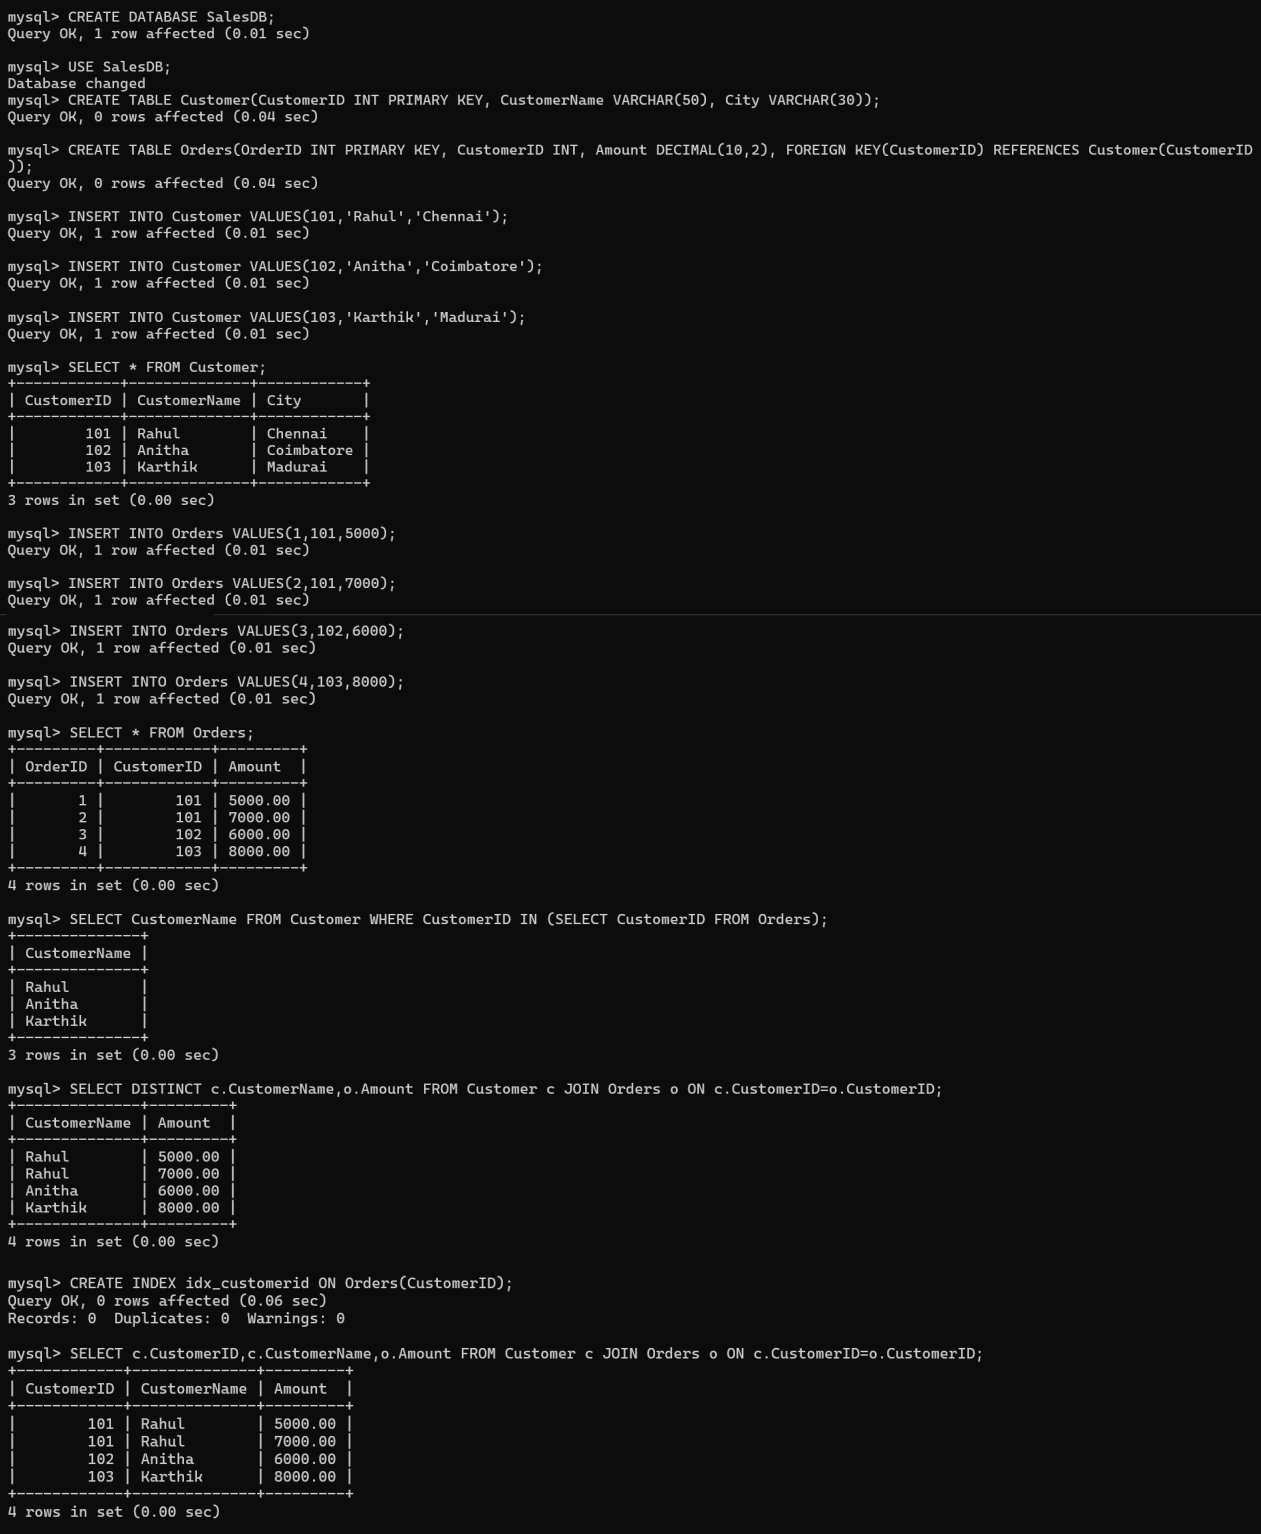 mysql> CREATE DATABASE SalesDB;
Query OK, 1 row affected (0.01 sec)
mysql> USE SalesDB;
Database changed
mysql> CREATE TABLE Customer(CustomerID INT PRIMARY KEY, CustomerName VARCHAR(50), City VARCHAR(30));
Query OK, 0 rows affected (0.04 sec)
mysql> CREATE TABLE Orders(OrderID INT PRIMARY KEY, CustomerID INT, Amount DECIMAL(10,2), FOREIGN KEY(CustomerID) REFERENCES Customer(CustomerID
));
Query OK, 0 rows affected (0.04 sec)
mysql> INSERT INTO Customer VALUES(101,'Rahul','Chennai');
Query OK, 1 row affected (0.01 sec)
mysql> INSERT INTO Customer VALUES(102,'Anitha','Coimbatore');
Query OK, 1 row affected (0.01 sec)
mysql> INSERT INTO Customer VALUES(103,'Karthik','Madurai');
Query OK, 1 row affected (0.01 sec)
mysql> SELECT * FROM Customer;
+------------+--------------+------------+
| CustomerID | CustomerName | City       |
+------------+--------------+------------+
|        101 | Rahul        | Chennai    |
|        102 | Anitha       | Coimbatore |
|        103 | Karthik      | Madurai    |
+------------+--------------+------------+
3 rows in set (0.00 sec)
mysql> INSERT INTO Orders VALUES(1,101,5000);
Query OK, 1 row affected (0.01 sec)
mysql> INSERT INTO Orders VALUES(2,101,7000);
Query OK, 1 row affected (0.01 sec)
mysql> INSERT INTO Orders VALUES(3,102,6000);
Query OK, 1 row affected (0.01 sec)
mysql> INSERT INTO Orders VALUES(4,103,8000);
Query OK, 1 row affected (0.01 sec)
mysql> SELECT * FROM Orders;
+---------+------------+---------+
| OrderID | CustomerID | Amount  |
+---------+------------+---------+
|       1 |        101 | 5000.00 |
|       2 |        101 | 7000.00 |
|       3 |        102 | 6000.00 |
|       4 |        103 | 8000.00 |
+---------+------------+---------+
4 rows in set (0.00 sec)
mysql> SELECT CustomerName FROM Customer WHERE CustomerID IN (SELECT CustomerID FROM Orders);
+--------------+
| CustomerName |
+--------------+
| Rahul        |
| Anitha       |
| Karthik      |
+--------------+
3 rows in set (0.00 sec)
mysql> SELECT DISTINCT c.CustomerName,o.Amount FROM Customer c JOIN Orders o ON c.CustomerID=o.CustomerID;
+--------------+---------+
| CustomerName | Amount  |
+--------------+---------+
| Rahul        | 5000.00 |
| Rahul        | 7000.00 |
| Anitha       | 6000.00 |
| Karthik      | 8000.00 |
+--------------+---------+
4 rows in set (0.00 sec)
mysql> CREATE INDEX idx_customerid ON Orders(CustomerID);
Query OK, 0 rows affected (0.06 sec)
Records: 0  Duplicates: 0  Warnings: 0
mysql> SELECT c.CustomerID,c.CustomerName,o.Amount FROM Customer c JOIN Orders o ON c.CustomerID=o.CustomerID;
+------------+--------------+---------+
| CustomerID | CustomerName | Amount  |
+------------+--------------+---------+
|        101 | Rahul        | 5000.00 |
|        101 | Rahul        | 7000.00 |
|        102 | Anitha       | 6000.00 |
|        103 | Karthik      | 8000.00 |
+------------+--------------+---------+
4 rows in set (0.00 sec)